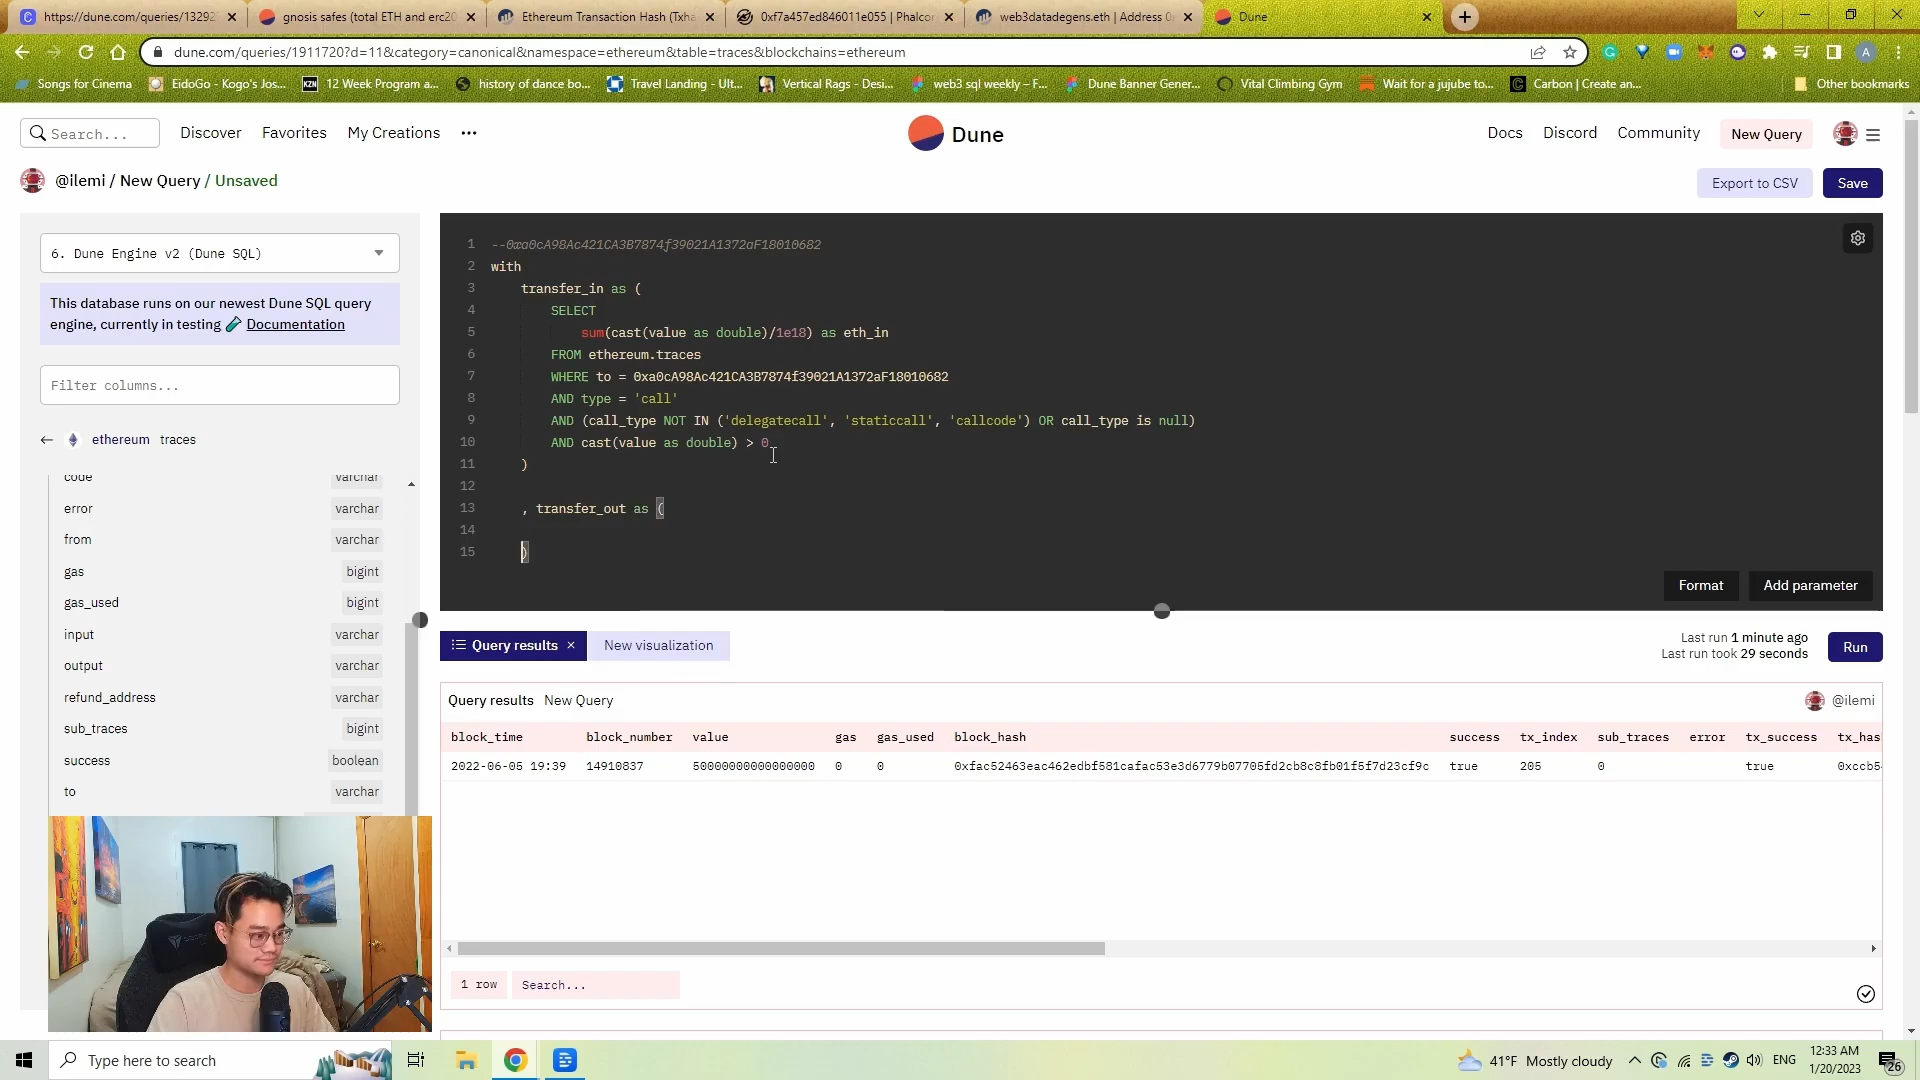 https://dune.com/queries/13292
gnosis safes (total ETH and erc20
Ethereum Transaction Hash (Txha
0xf7a457ed846011e055 | Phalcon
web3datadegens.eth | Address 0
Dune
dune.com/queries/1911720?d=11&category=canonical&namespace=ethereum&table=traces&blockchains=ethereum
Songs for Cinema
EidoGo - Kogo's Jos...
KZN
12 Week Program a...
history of dance bo...
Travel Landing - Ult...
Vertical Rags - Desi...
web3 sql weekly – F...
Dune Banner Gener...
Vital Climbing Gym
Wait for a jujube to...
Carbon | Create an...
Other bookmarks
Search...
Discover
Favorites
My Creations
Dune
Docs
Discord
Community
New Query
@ilemi / New Query / Unsaved
Export to CSV
Save
6. Dune Engine v2 (Dune SQL)
This database runs on our newest Dune SQL query
engine, currently in testing Documentation
Filter columns...
ethereum traces
code varchar
error varchar
from varchar
gas bigint
gas_used bigint
input varchar
output varchar
refund_address varchar
sub_traces bigint
success boolean
to varchar
1 --0xa0cA98Ac421CA3B7874f39021A1372aF18010682
2 with
3 transfer_in as (
4 SELECT
5 sum(cast(value as double)/1e18) as eth_in
6 FROM ethereum.traces
7 WHERE to = 0xa0cA98Ac421CA3B7874f39021A1372aF18010682
8 AND type = 'call'
9 AND (call_type NOT IN ('delegatecall', 'staticcall', 'callcode') OR call_type is null)
10 AND cast(value as double) > 0
11 )
12
13 , transfer_out as (
14
15 )
Format
Add parameter
Query results ×
New visualization
Last run 1 minute ago
Last run took 29 seconds
Run
Query results New Query
@ilemi
block_time block_number value gas gas_used block_hash success tx_index sub_traces error tx_success tx_has
2022-06-05 19:39 14910837 50000000000000000 0 0 0xfac52463eac462edbf581cafac53e3d6779b07705fd2cb8c8fb01f5f7d23cf9c true 205 0 true 0xccb5
1 row
Search...
Type here to search
41°F Mostly cloudy
ENG
12:33 AM
1/20/2023
26